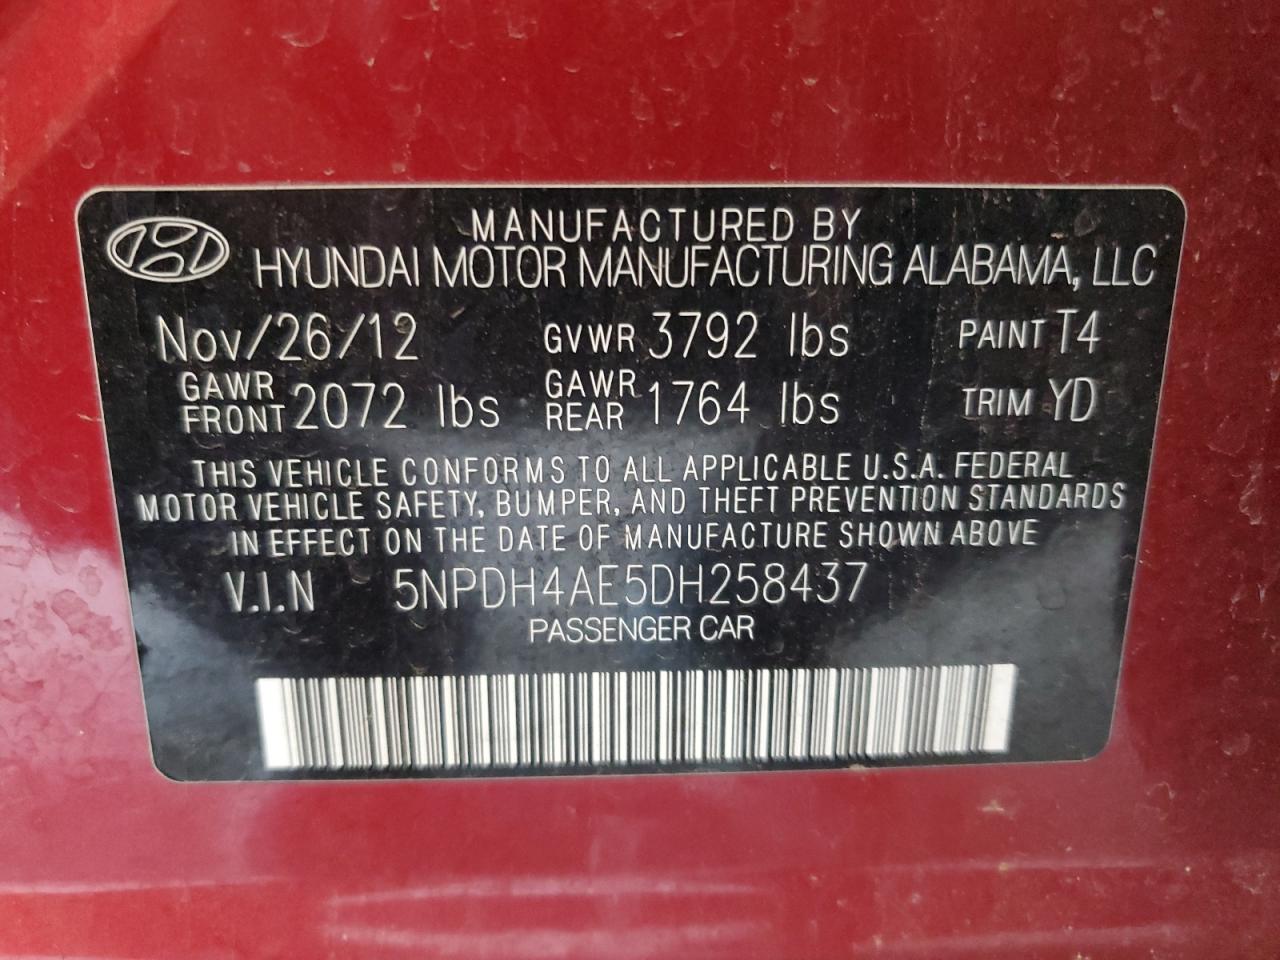 MANUFACTURED BY
HYUNDAI MOTOR MANUFACTURING ALABAMA, LLC
Nov/26/12 GVWR 3792 lbs PAINT T4
GAWR FRONT 2072 lbs GAWR REAR 1764 lbs TRIM YD
THIS VEHICLE CONFORMS TO ALL APPLICABLE U.S.A. FEDERAL
MOTOR VEHICLE SAFETY, BUMPER, AND THEFT PREVENTION STANDARDS
IN EFFECT ON THE DATE OF MANUFACTURE SHOWN ABOVE
V.I.N 5NPDH4AE5DH258437
PASSENGER CAR